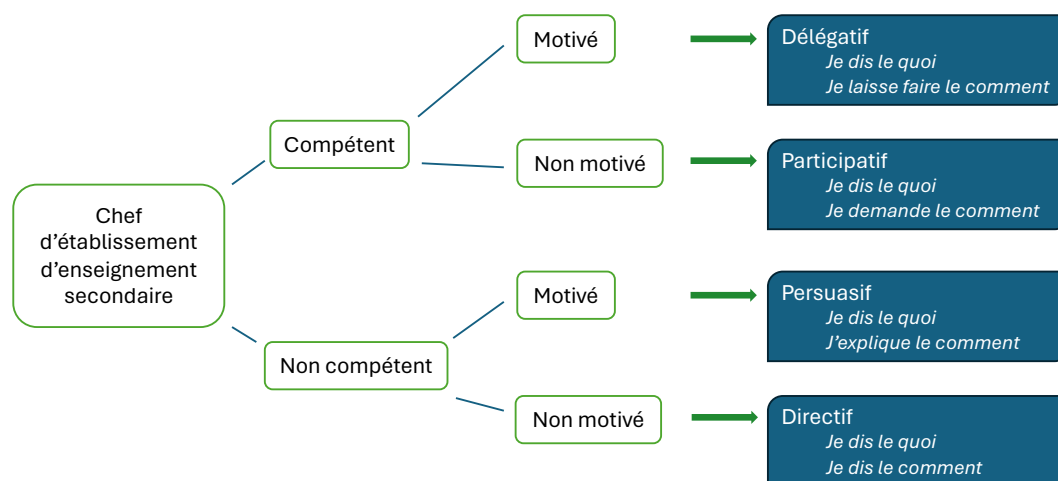 Chef
d’établissement
d’enseignement
secondaire
Compétent
Motivé
Délégatif
Je dis le quoi
Je laisse faire le comment
Non motivé
Participatif
Je dis le quoi
Je demande le comment
Non compétent
Motivé
Persuasif
Je dis le quoi
J’explique le comment
Non motivé
Directif
Je dis le quoi
Je dis le comment